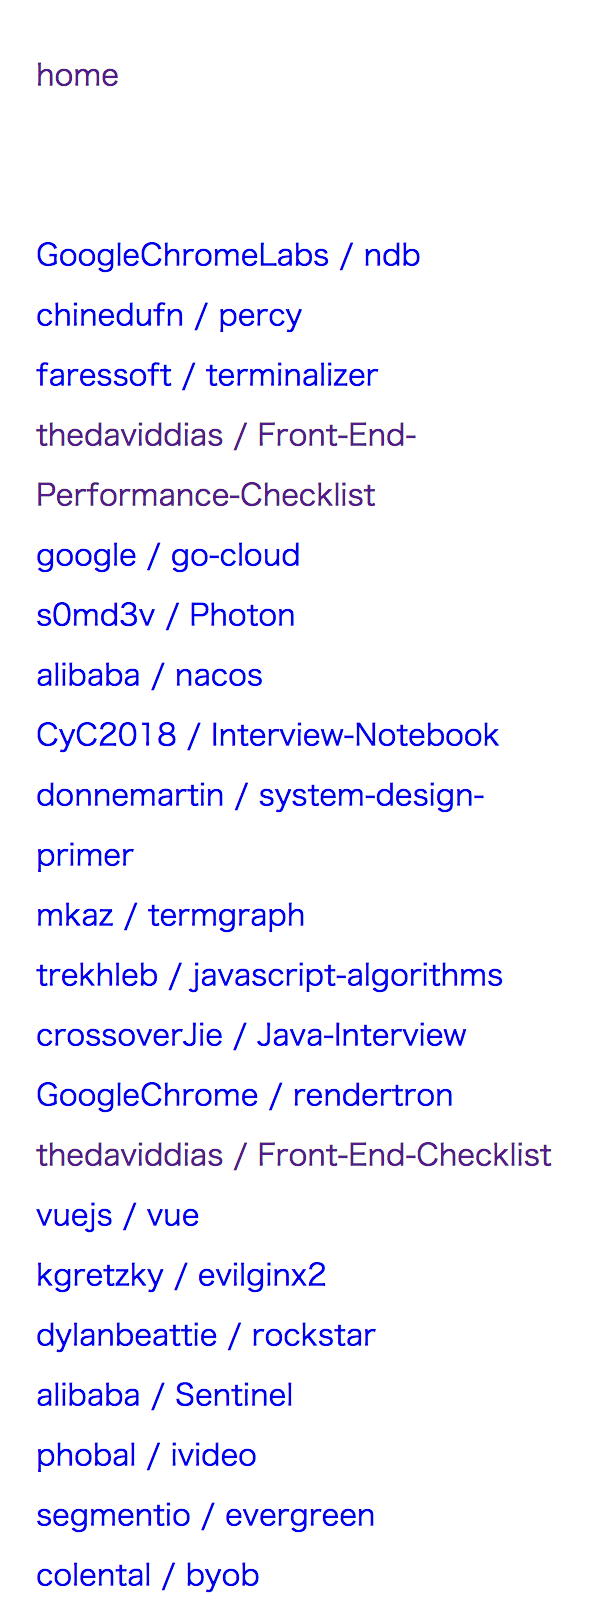 home
GoogleChromeLabs / ndb
chinedufn / percy
faressoft / terminalizer
thedaviddias / Front-End-
Performance-Checklist
google / go-cloud
s0md3v / Photon
alibaba / nacos
CyC2018 / Interview-Notebook
donnemartin / system-design-
primer
mkaz / termgraph
trekhleb / javascript-algorithms
crossoverJie / Java-Interview
GoogleChrome / rendertron
thedaviddias / Front-End-Checklist
vuejs / vue
kgretzky / evilginx2
dylanbeattie / rockstar
alibaba / Sentinel
phobal / ivideo
segmentio / evergreen
colental / byob